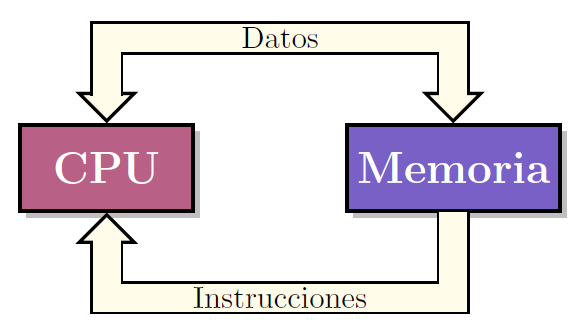 Datos
CPU
Memoria
Instrucciones